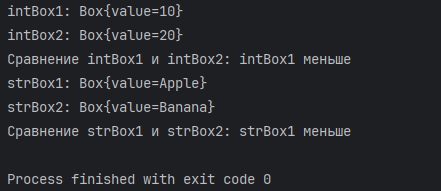 intBox1: Box{value=10}
intBox2: Box{value=20}
Сравнение intBox1 и intBox2: intBox1 меньше
strBox1: Box{value=Apple}
strBox2: Box{value=Banana}
Сравнение strBox1 и strBox2: strBox1 меньше
Process finished with exit code 0